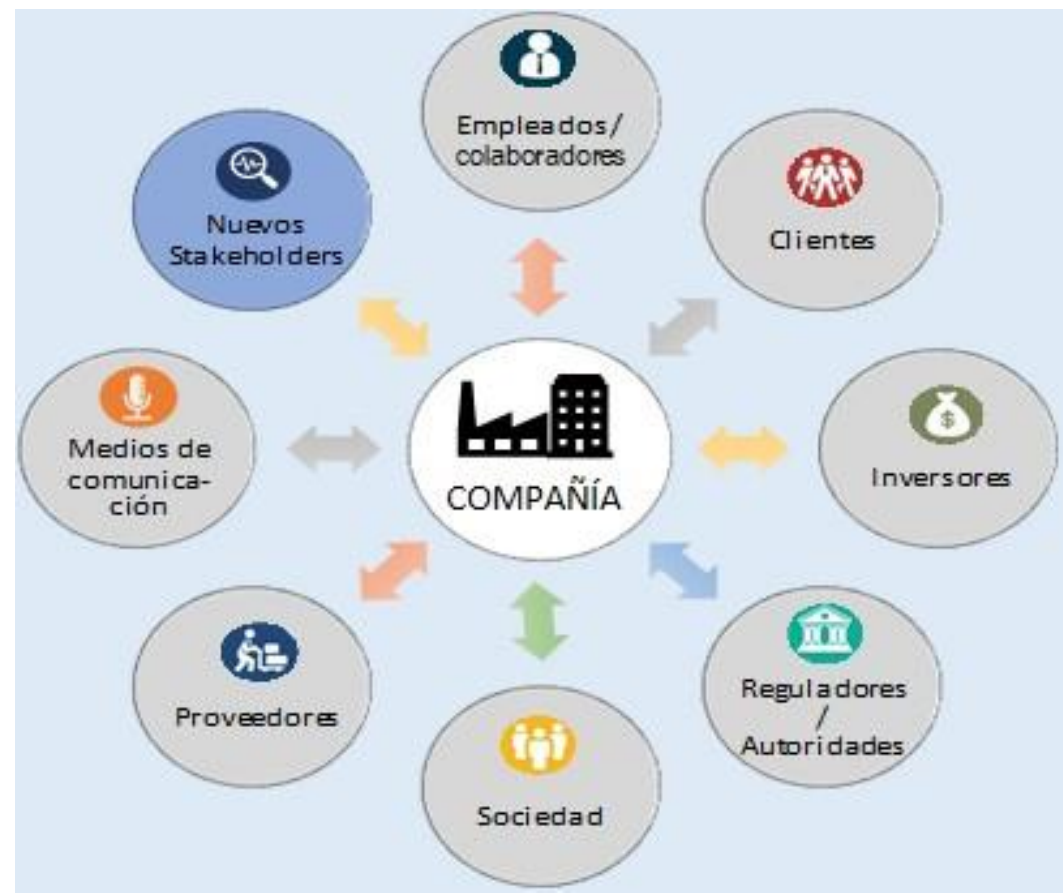 Empleados/
colaboradores
Clientes
Inversores
Reguladores
/
Autoridades
Sociedad
Proveedores
Medios de
comunica-
ción
Nuevos
Stakeholders
COMPAÑÍA
$